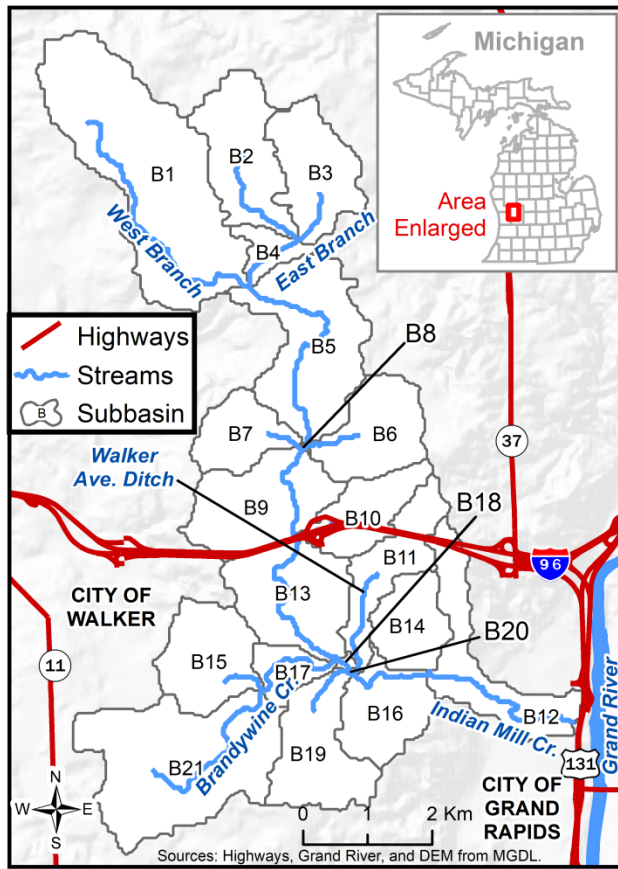 Michigan
Area
Enlarged
B1
B2
B3
B4
West Branch
East Branch
Highways
Streams
B
Subbasin
B5
B8
37
B7
B6
Walker
Ave. Ditch
B9
B10
B18
B11
96
CITY OF
WALKER
B13
B14
B20
11
B15
B17
Brandywine Cr.
B16
Indian Mill Cr.
B12
Grand River
B21
B19
131
N
W E
S
CITY OF
GRAND
RAPIDS
0 1 2 Km
Sources: Highways, Grand River, and DEM from MGDL.